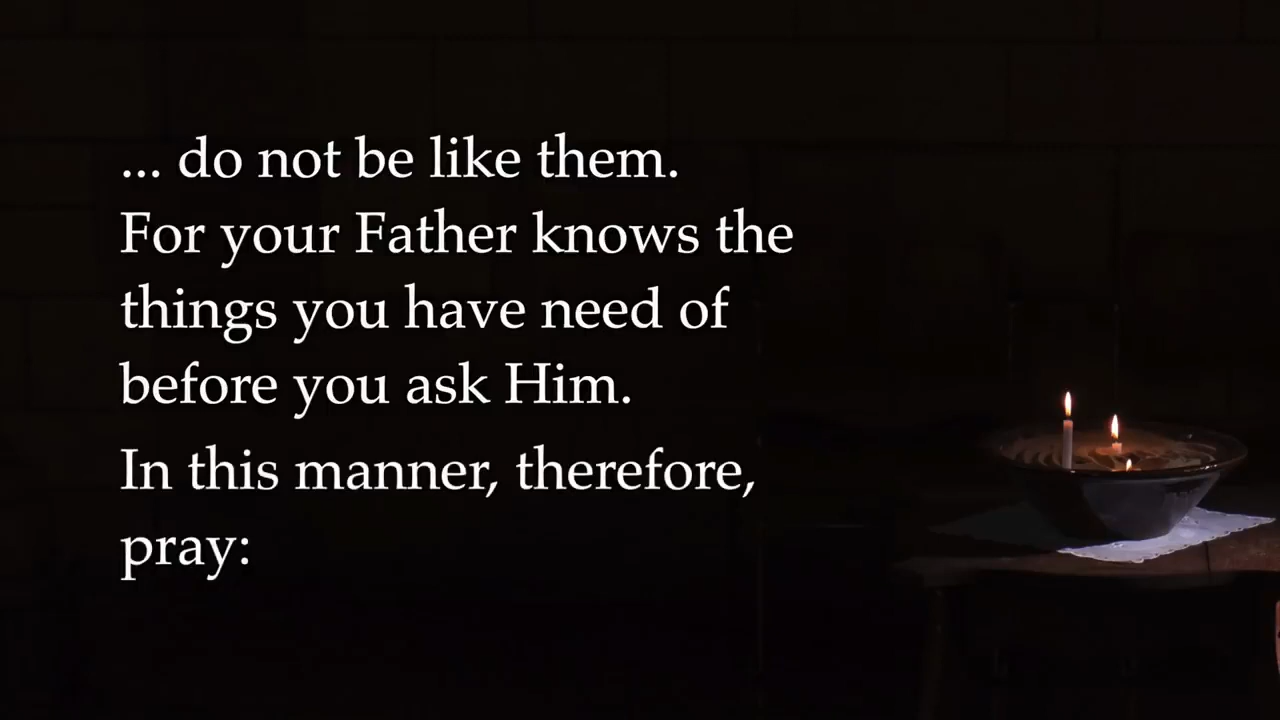 ... do not be like them.
For your Father knows the
things you have need of
before you ask Him.
In this manner, therefore,
pray: